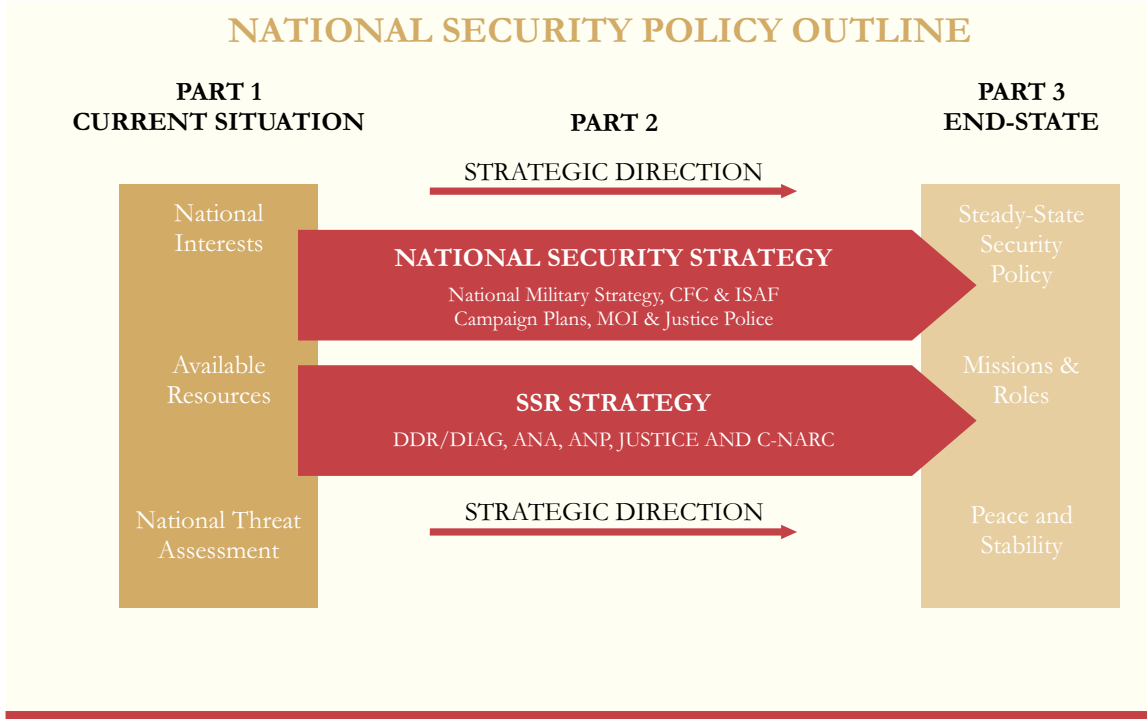 NATIONAL SECURITY POLICY OUTLINE
PART 1
CURRENT SITUATION
PART 2
PART 3
END-STATE
National
Interests
Available
Resources
National Threat
Assessment
STRATEGIC DIRECTION
NATIONAL SECURITY STRATEGY
National Military Strategy, CFC & ISAF
Campaign Plans, MOI & Justice Police
SSR STRATEGY
DDR/DIAG, ANA, ANP, JUSTICE AND C-NARC
STRATEGIC DIRECTION
Steady-State
Security
Policy
Missions &
Roles
Peace and
Stability